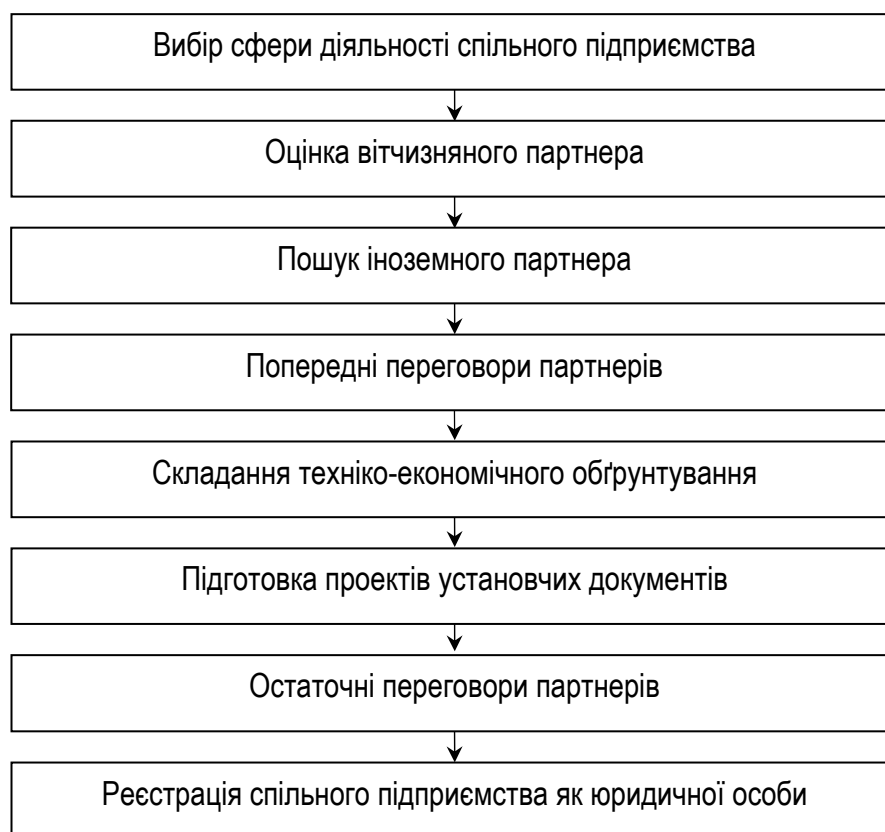 Вибір сфери діяльності спільного підприємства
Оцінка вітчизняного партнера
Пошук іноземного партнера
Попередні переговори партнерів
Складання техніко-економічного обґрунтування
Підготовка проектів установчих документів
Остаточні переговори партнерів
Реєстрація спільного підприємства як юридичної особи